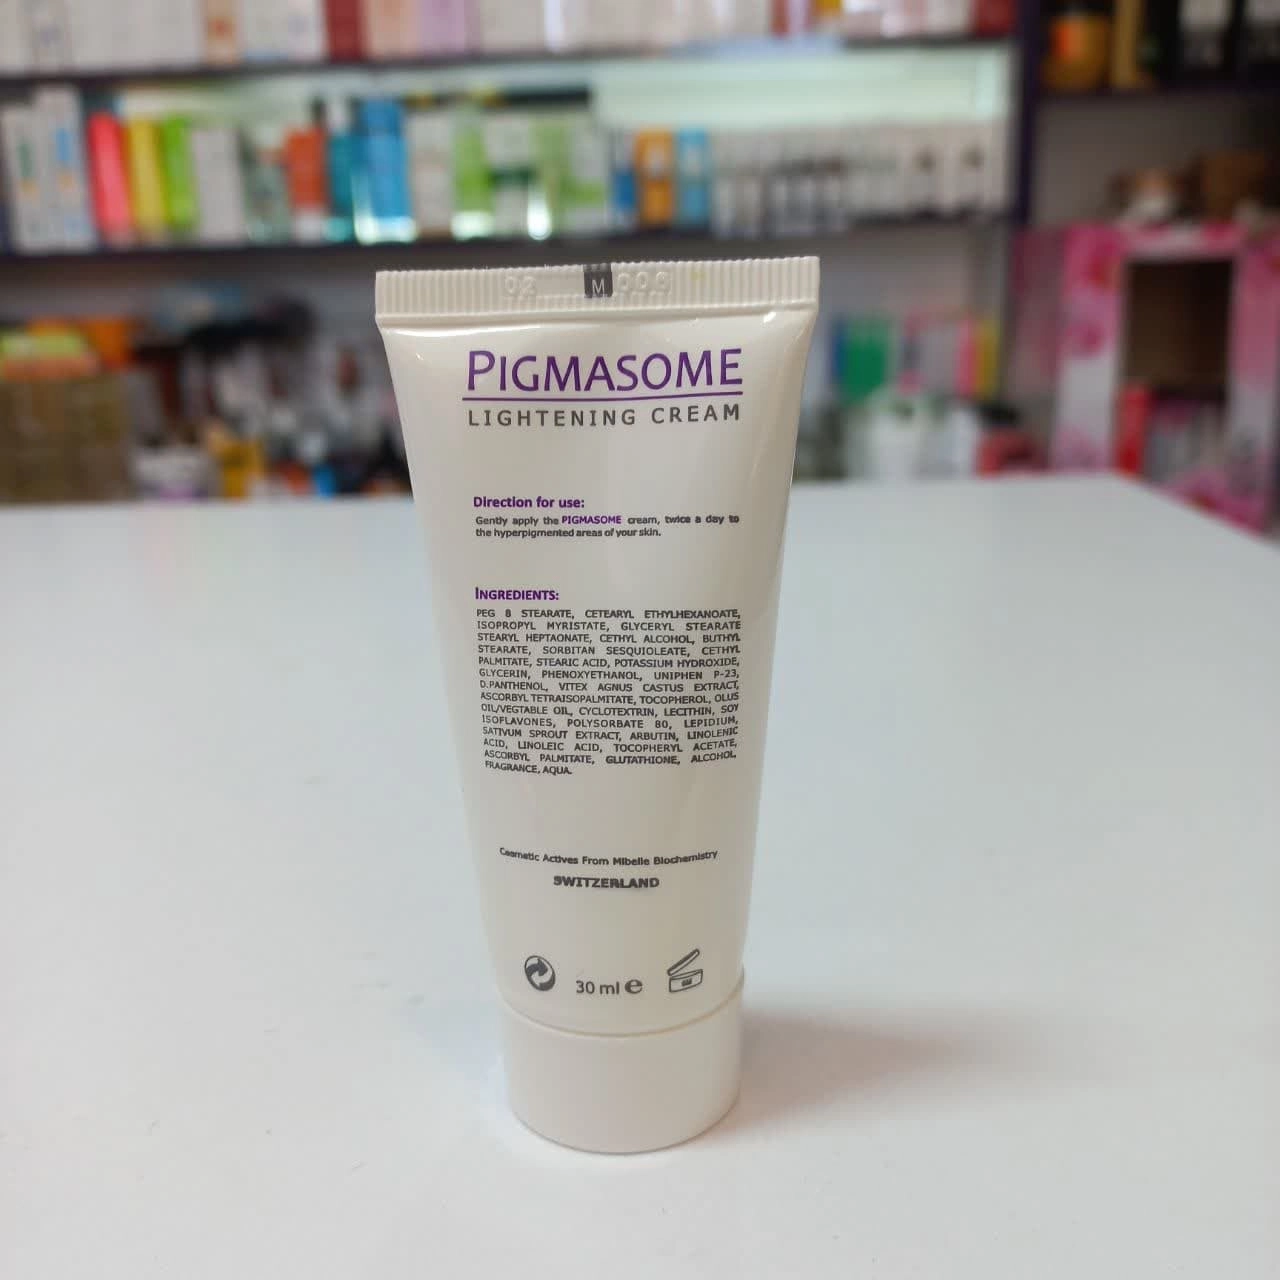 M
PIGMASOME
LIGHTENING CREAM
Direction for use:
Gently apply the PIGMASOME cream, twice a day to
the hyperpigmented areas of your skin.
INGREDIENTS:
PEG 8 STEARATE, CETEARYL ETHYLHEXANOATE,
ISOPROPYL MYRISTATE, GLYCERYL STEARATE
STEARYL HEPTAONATE, CETHYL ALCOHOL, BUTHYL
STEARATE, SORBITAN SESQUIOLEATE, CETHYL
PALMITATE, STEARIC ACID, POTASSIUM HYDROXIDE,
GLYCERIN, PHENOXYETHANOL, UNIPHEN P-23,
D.PANTHENOL, VITEX AGNUS CASTUS EXTRACT,
ASCORBYL TETRAISOPALMITATE, TOCOPHEROL, OLUS
OIL/VEGTABLE OIL, CYCLOTEXTRIN, LECITHIN, SOY
ISOFLAVONES, POLYSORBATE 80, LEPIDIUM,
SATIVUM SPROUT EXTRACT, ARBUTIN, LINOLENIC
ACID, LINOLEIC ACID, TOCOPHERYL ACETATE,
ASCORBYL PALMITATE, GLUTATHIONE, ALCOHOL,
FRAGRANCE, AQUA.
Cosmetic Actives From Mibelle Biochemistry
SWITZERLAND
30 ml e